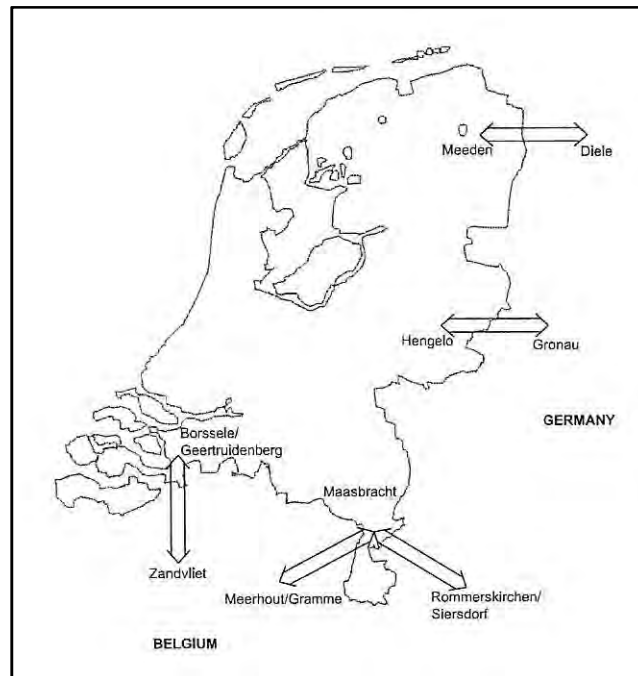 Meeden
Diele
Hengelo
Gronau
GERMANY
Borssele/
Geertruidenberg
Maasbracht
Zandvliet
Meerhout/Gramme
Rommerskirchen/
Siersdorf
BELGIUM